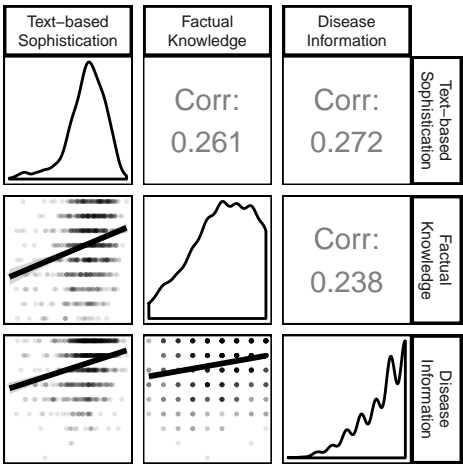 Text−based
Sophistication
Factual
Knowledge
Disease
Information
Corr:
0.261
Corr:
0.272
Text−based
Sophistication
Corr:
0.238
Factual
Knowledge
Disease
Information